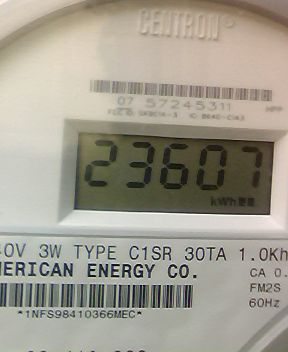 CENTRON
07 57245311
23607
kWh
40V 3W TYPE C1SR 30TA 1.0Kh
MERICAN ENERGY CO.
CA 0.
FM2S
60Hz
*1NFS98410366MEC*